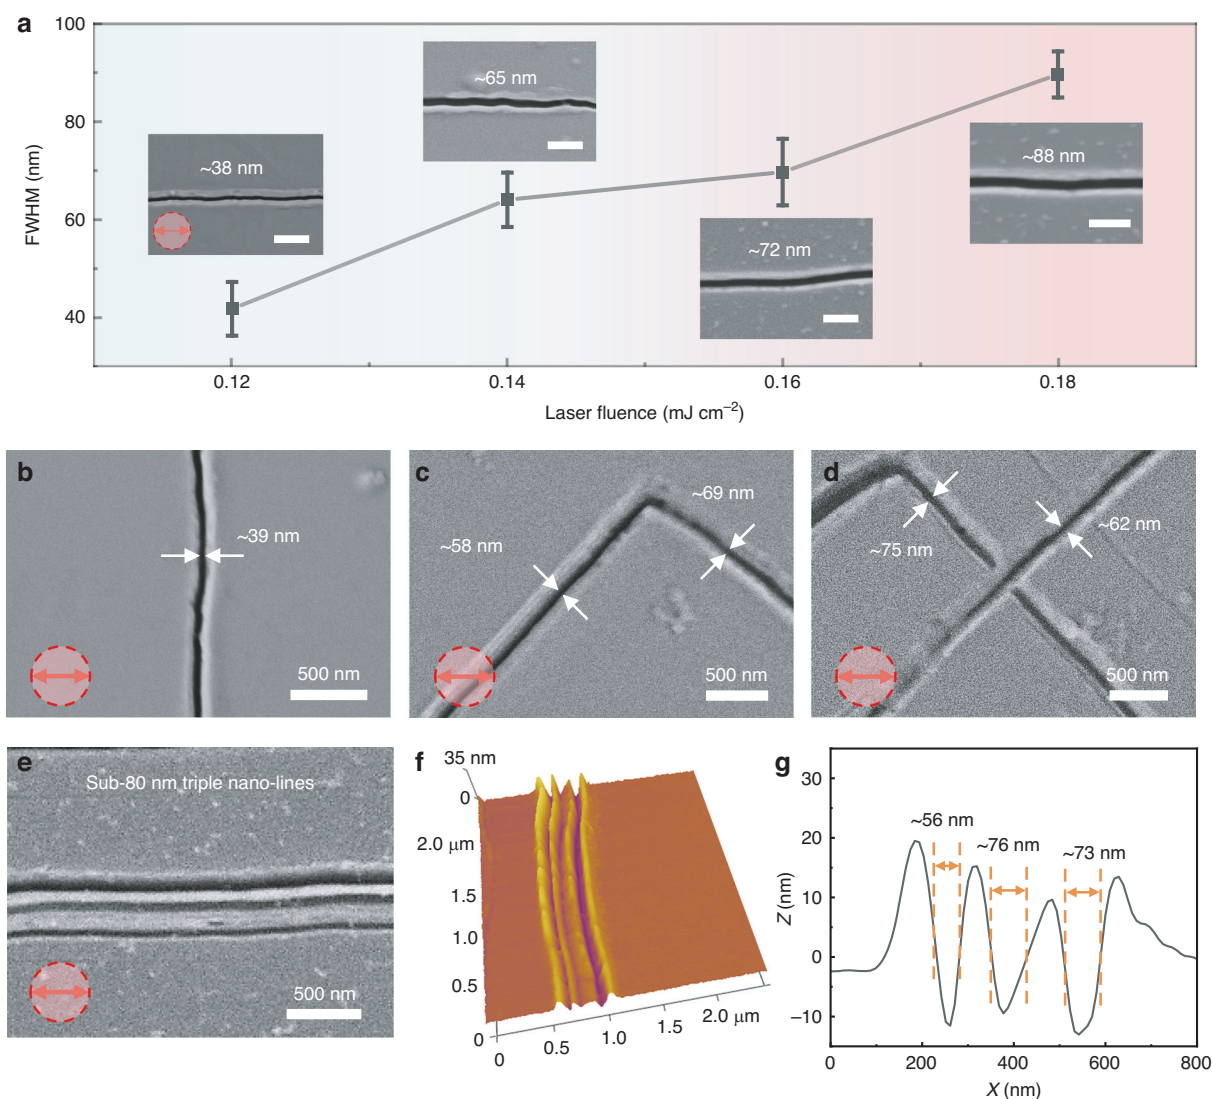 a
100
80
60
40
FWHM (nm)
~38 nm
~65 nm
~72 nm
~88 nm
0.12
0.14
0.16
0.18
Laser fluence (mJ cm⁻²)
b
~39 nm
500 nm
c
~58 nm
~69 nm
500 nm
d
~75 nm
~62 nm
500 nm
e
Sub-80 nm triple nano-lines
500 nm
f
35 nm
0
2.0 μm
1.5
1.0
0.5
0
0
0.5
1.0
1.5
2.0 μm
g
30
20
10
0
−10
Z (nm)
~56 nm
~76 nm
~73 nm
0
200
400
600
800
X (nm)